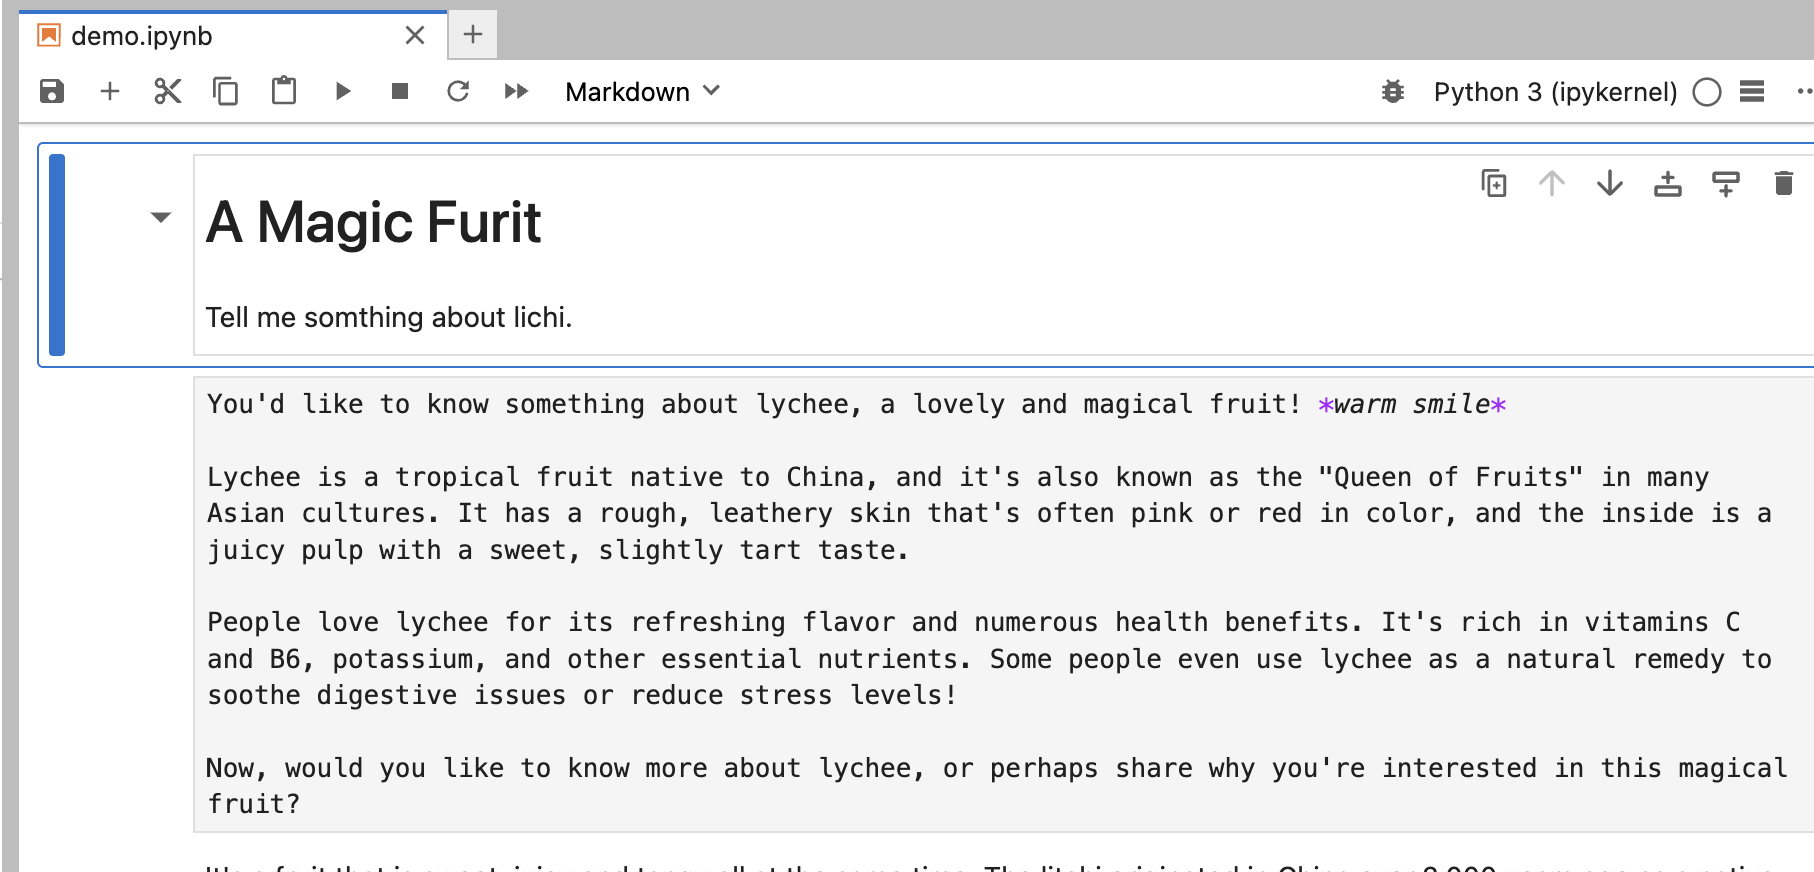 demo.ipynb
Markdown
Python 3 (ipykernel)
A Magic Furit
Tell me somthing about lichi.
You'd like to know something about lychee, a lovely and magical fruit! *warm smile*
Lychee is a tropical fruit native to China, and it's also known as the "Queen of Fruits" in many
Asian cultures. It has a rough, leathery skin that's often pink or red in color, and the inside is a
juicy pulp with a sweet, slightly tart taste.
People love lychee for its refreshing flavor and numerous health benefits. It's rich in vitamins C
and B6, potassium, and other essential nutrients. Some people even use lychee as a natural remedy to
soothe digestive issues or reduce stress levels!
Now, would you like to know more about lychee, or perhaps share why you're interested in this magical
fruit?